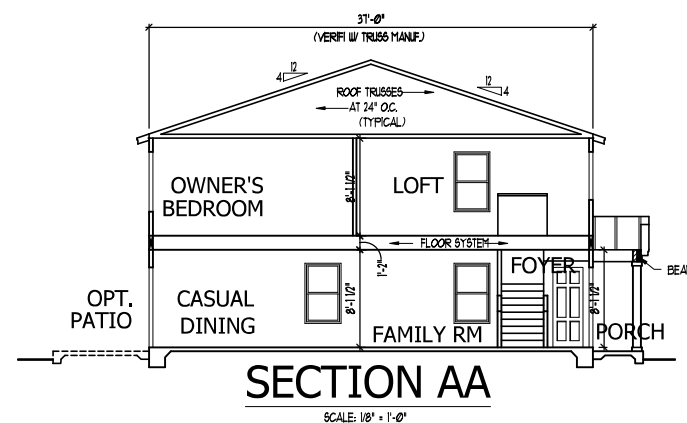 37'-0"
(VERIFI W/ TRUSS MANUF.)
12
4
12
4
ROOF TRUSSES
AT 24" O.C.
(TYPICAL)
OWNER'S
BEDROOM
8'-1 1/2"
LOFT
FLOOR SYSTEM
1'-2"
FOYER
BEA
OPT.
PATIO
CASUAL
DINING
8'-1 1/2"
FAMILY RM
8'-1 1/2"
PORCH
SECTION AA
SCALE: 1/8" = 1'-0"